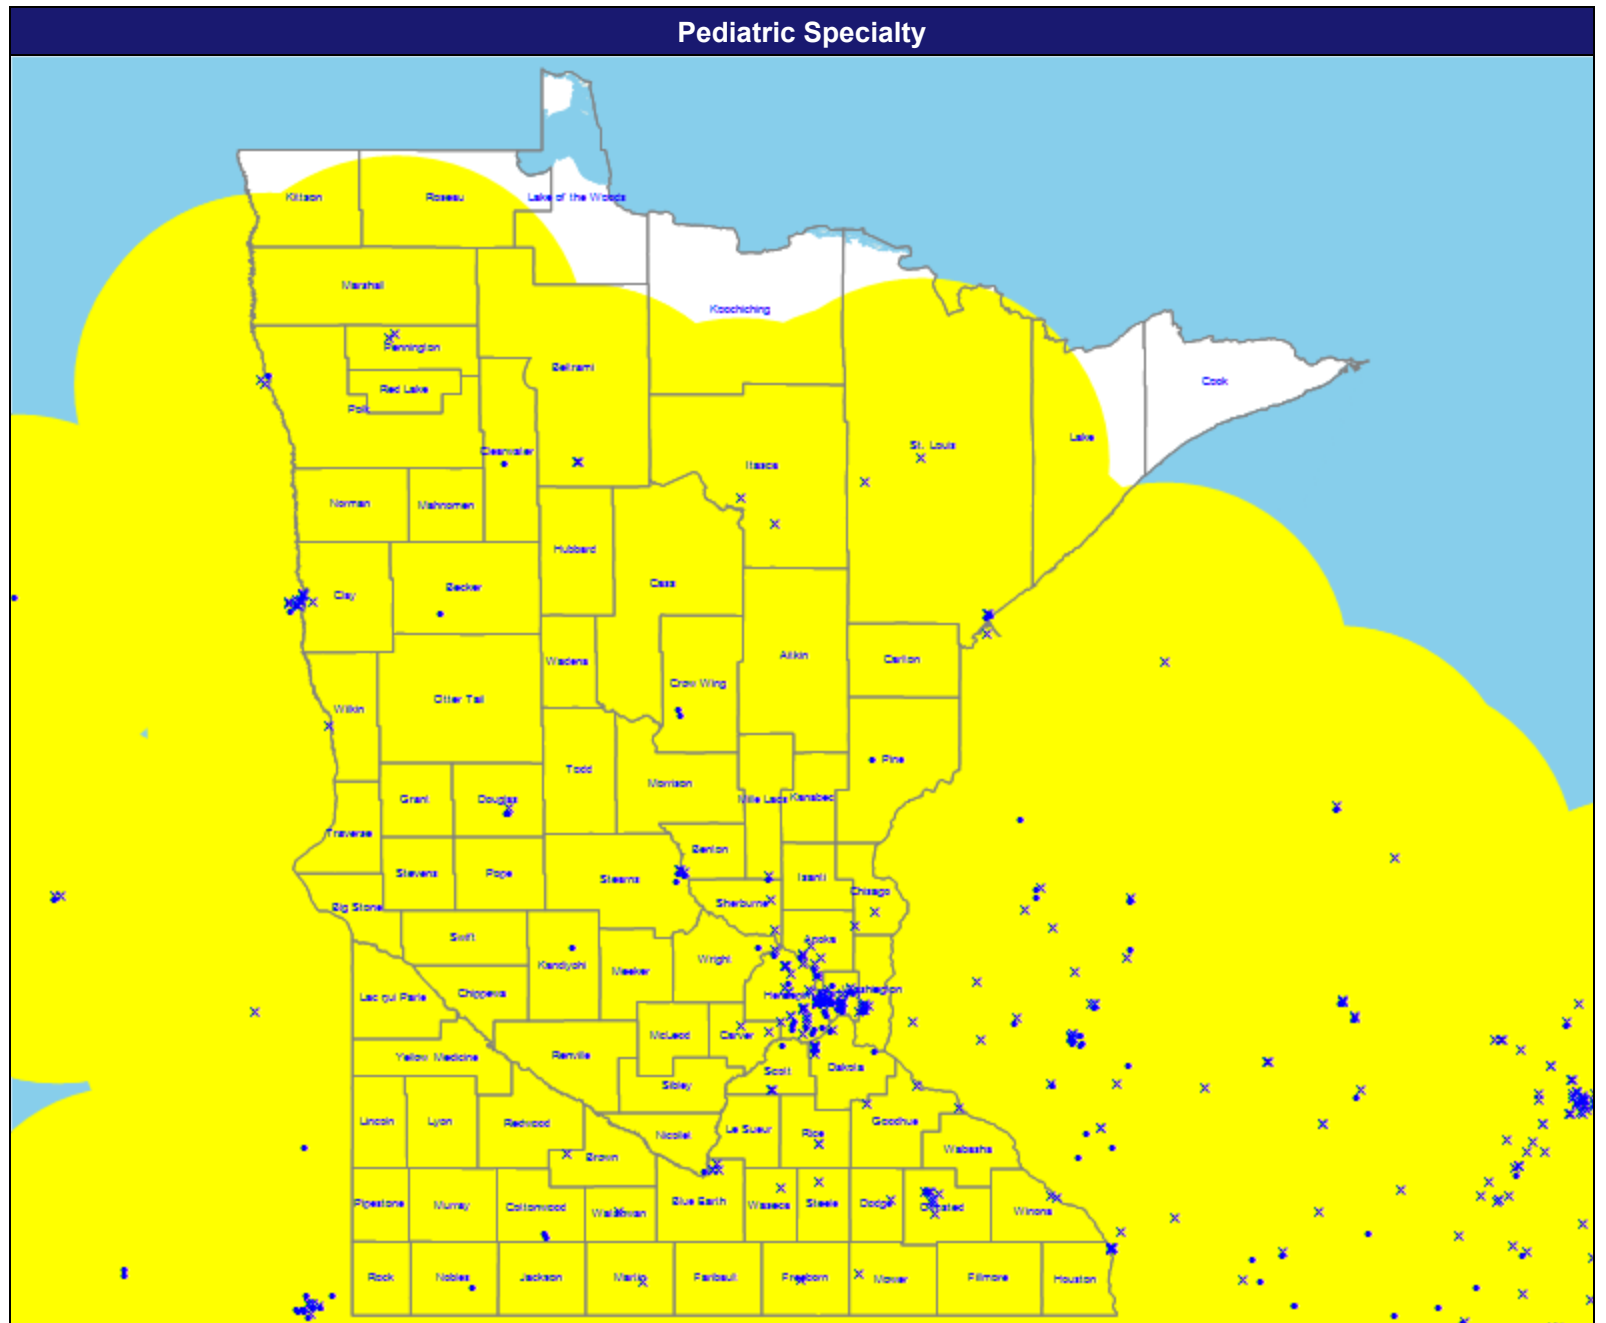 Pediatric Specialty
Kittson
Roseau
Lake of the Woods
Marshall
Koochiching
Pennington
Beltrami
Cook
Red Lake
Polk
Lake
St. Louis
Clearwater
Itasca
Norman
Mahnomen
Hubbard
Cass
Clay
Becker
Aitkin
Wadena
Carlton
Crow Wing
Otter Tail
Wilkin
Pine
Todd
Morrison
Grant
Douglas
Mille Lacs
Kanabec
Traverse
Benton
Stevens
Pope
Stearns
Isanti
Chisago
Sherburne
Big Stone
Swift
Anoka
Wright
Kandiyohi
Meeker
Chippewa
Lac qui Parle
McLeod
Carver
Yellow Medicine
Renville
Dakota
Scott
Sibley
Lincoln
Lyon
Redwood
Le Sueur
Rice
Goodhue
Nicollet
Wabasha
Brown
Pipestone
Murray
Cottonwood
Blue Earth
Waseca
Steele
Dodge
Winona
Rock
Nobles
Jackson
Martin
Faribault
Freeborn
Mower
Fillmore
Houston